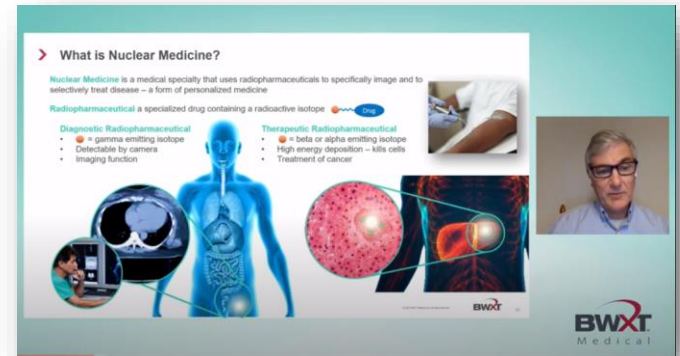 What is Nuclear Medicine?
Nuclear Medicine is a medical specialty that uses radiopharmaceuticals to specifically image and to
selectively treat disease – a form of personalized medicine
Radiopharmaceutical a specialized drug containing a radioactive isotope
Drug
Diagnostic Radiopharmaceutical
• = gamma emitting isotope
• Detectable by camera
• Imaging function
Therapeutic Radiopharmaceutical
• = beta or alpha emitting isotope
• High energy deposition – kills cells
• Treatment of cancer
BWXT
BWXT
Medical